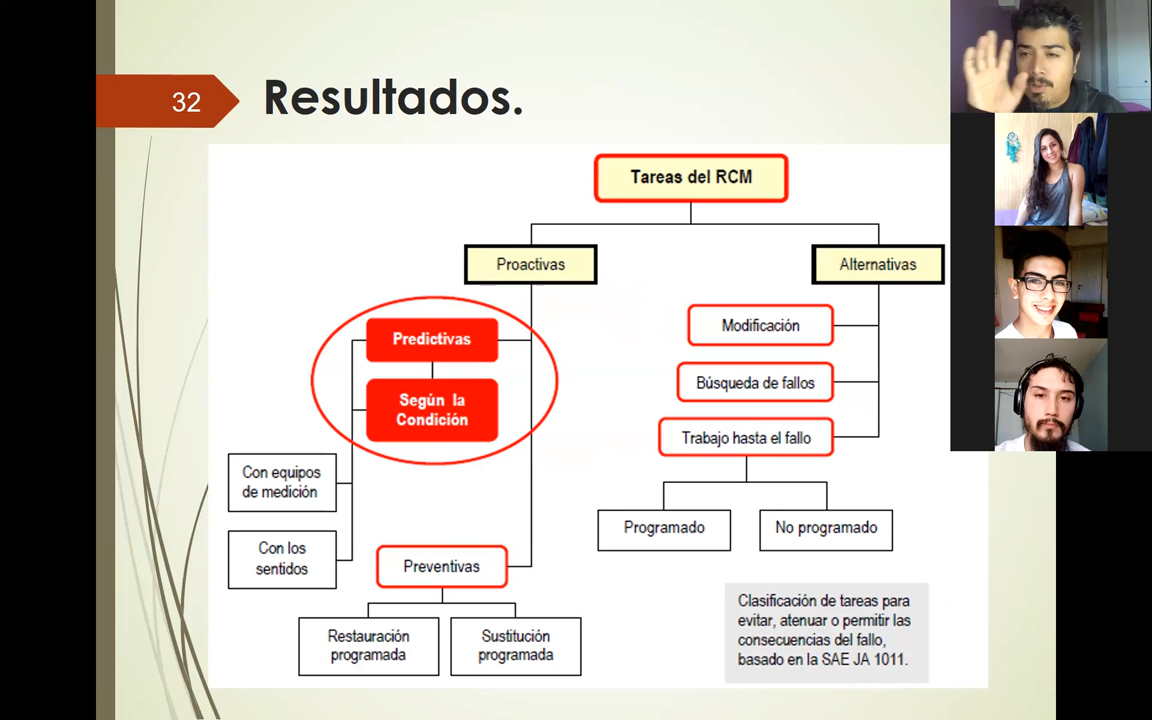 32
Resultados.
Tareas del RCM
Proactivas
Alternativas
Predictivas
Según la
Condición
Con equipos
de medición
Con los
sentidos
Preventivas
Restauración
programada
Sustitución
programada
Modificación
Búsqueda de fallos
Trabajo hasta el fallo
Programado
No programado
Clasificación de tareas para
evitar, atenuar o permitir las
consecuencias del fallo,
basado en la SAE JA 1011.